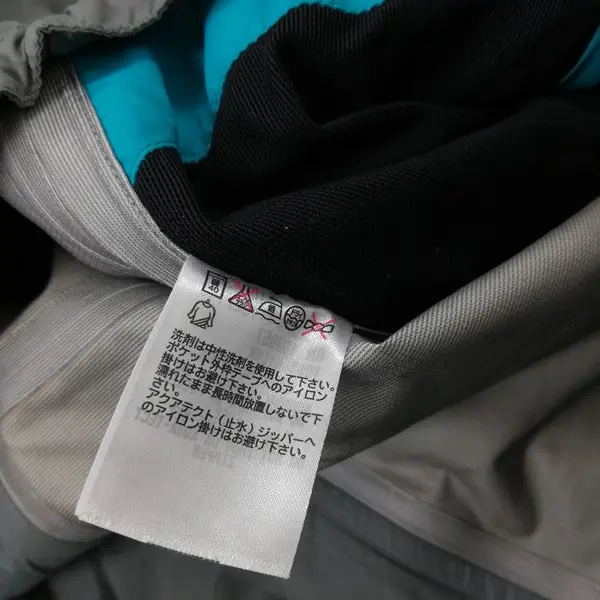 40
洗剤は中性洗剤を使用して下さい。
ポケット外枠テープへのアイロン
掛けはお避け下さい。
濡れたまま長時間放置しないで下
さい。
アクアテクト(止水)ジッパーへ
のアイロン掛けはお避け下さい。